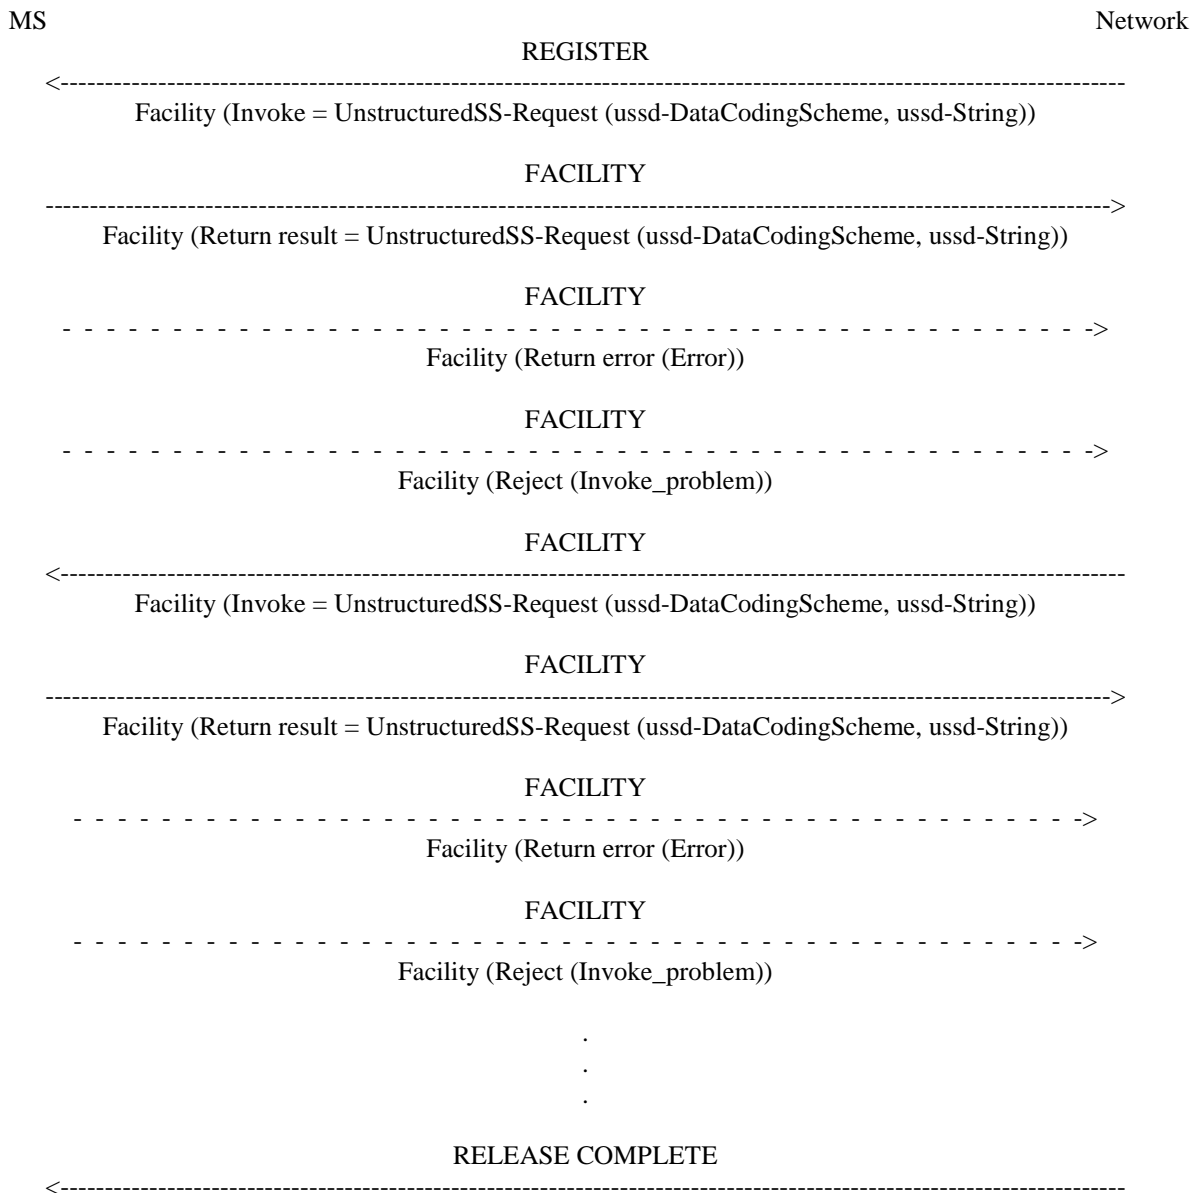 MS Network
REGISTER
<------------------------------------------------------------------------------------------------------------------------
Facility (Invoke = UnstructuredSS-Request (ussd-DataCodingScheme, ussd-String))
FACILITY
------------------------------------------------------------------------------------------------------------------------>
Facility (Return result = UnstructuredSS-Request (ussd-DataCodingScheme, ussd-String))
FACILITY
- - - - - - - - - - - - - - - - - - - - - - - - - - - - - - - - - - - - - - - - - - - - - - - ->
Facility (Return error (Error))
FACILITY
- - - - - - - - - - - - - - - - - - - - - - - - - - - - - - - - - - - - - - - - - - - - - - - ->
Facility (Reject (Invoke_problem))
FACILITY
<------------------------------------------------------------------------------------------------------------------------
Facility (Invoke = UnstructuredSS-Request (ussd-DataCodingScheme, ussd-String))
FACILITY
------------------------------------------------------------------------------------------------------------------------>
Facility (Return result = UnstructuredSS-Request (ussd-DataCodingScheme, ussd-String))
FACILITY
- - - - - - - - - - - - - - - - - - - - - - - - - - - - - - - - - - - - - - - - - - - - - - ->
Facility (Return error (Error))
FACILITY
- - - - - - - - - - - - - - - - - - - - - - - - - - - - - - - - - - - - - - - - - - - - - - ->
Facility (Reject (Invoke_problem))
.
.
.
RELEASE COMPLETE
<------------------------------------------------------------------------------------------------------------------------